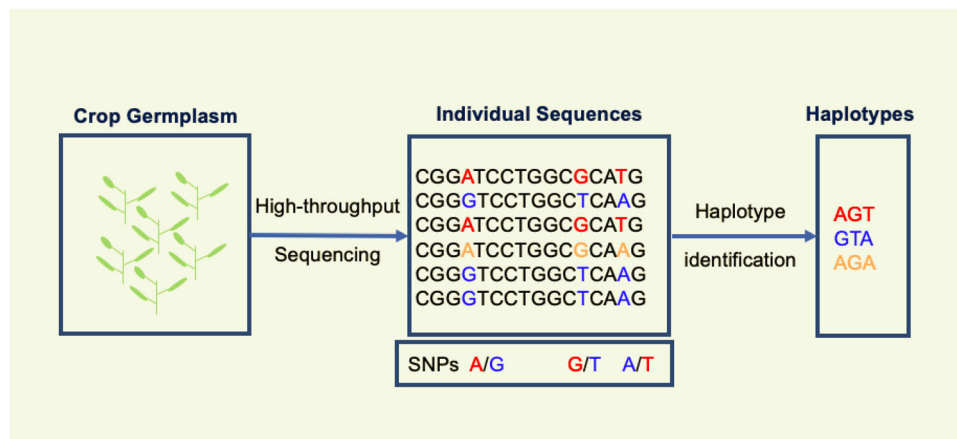 Crop Germplasm
High-throughput
Sequencing
Individual Sequences
CGGATCCTGGCGCATG
CGGGTCCTGGCTCAAG
CGGATCCTGGCGCATG
CGGATCCTGGCGCAAG
CGGGTCCTGGCTCAAG
CGGGTCCTGGCTCAAG
SNPs A/G G/T A/T
Haplotype
identification
Haplotypes
AGT
GTA
AGA